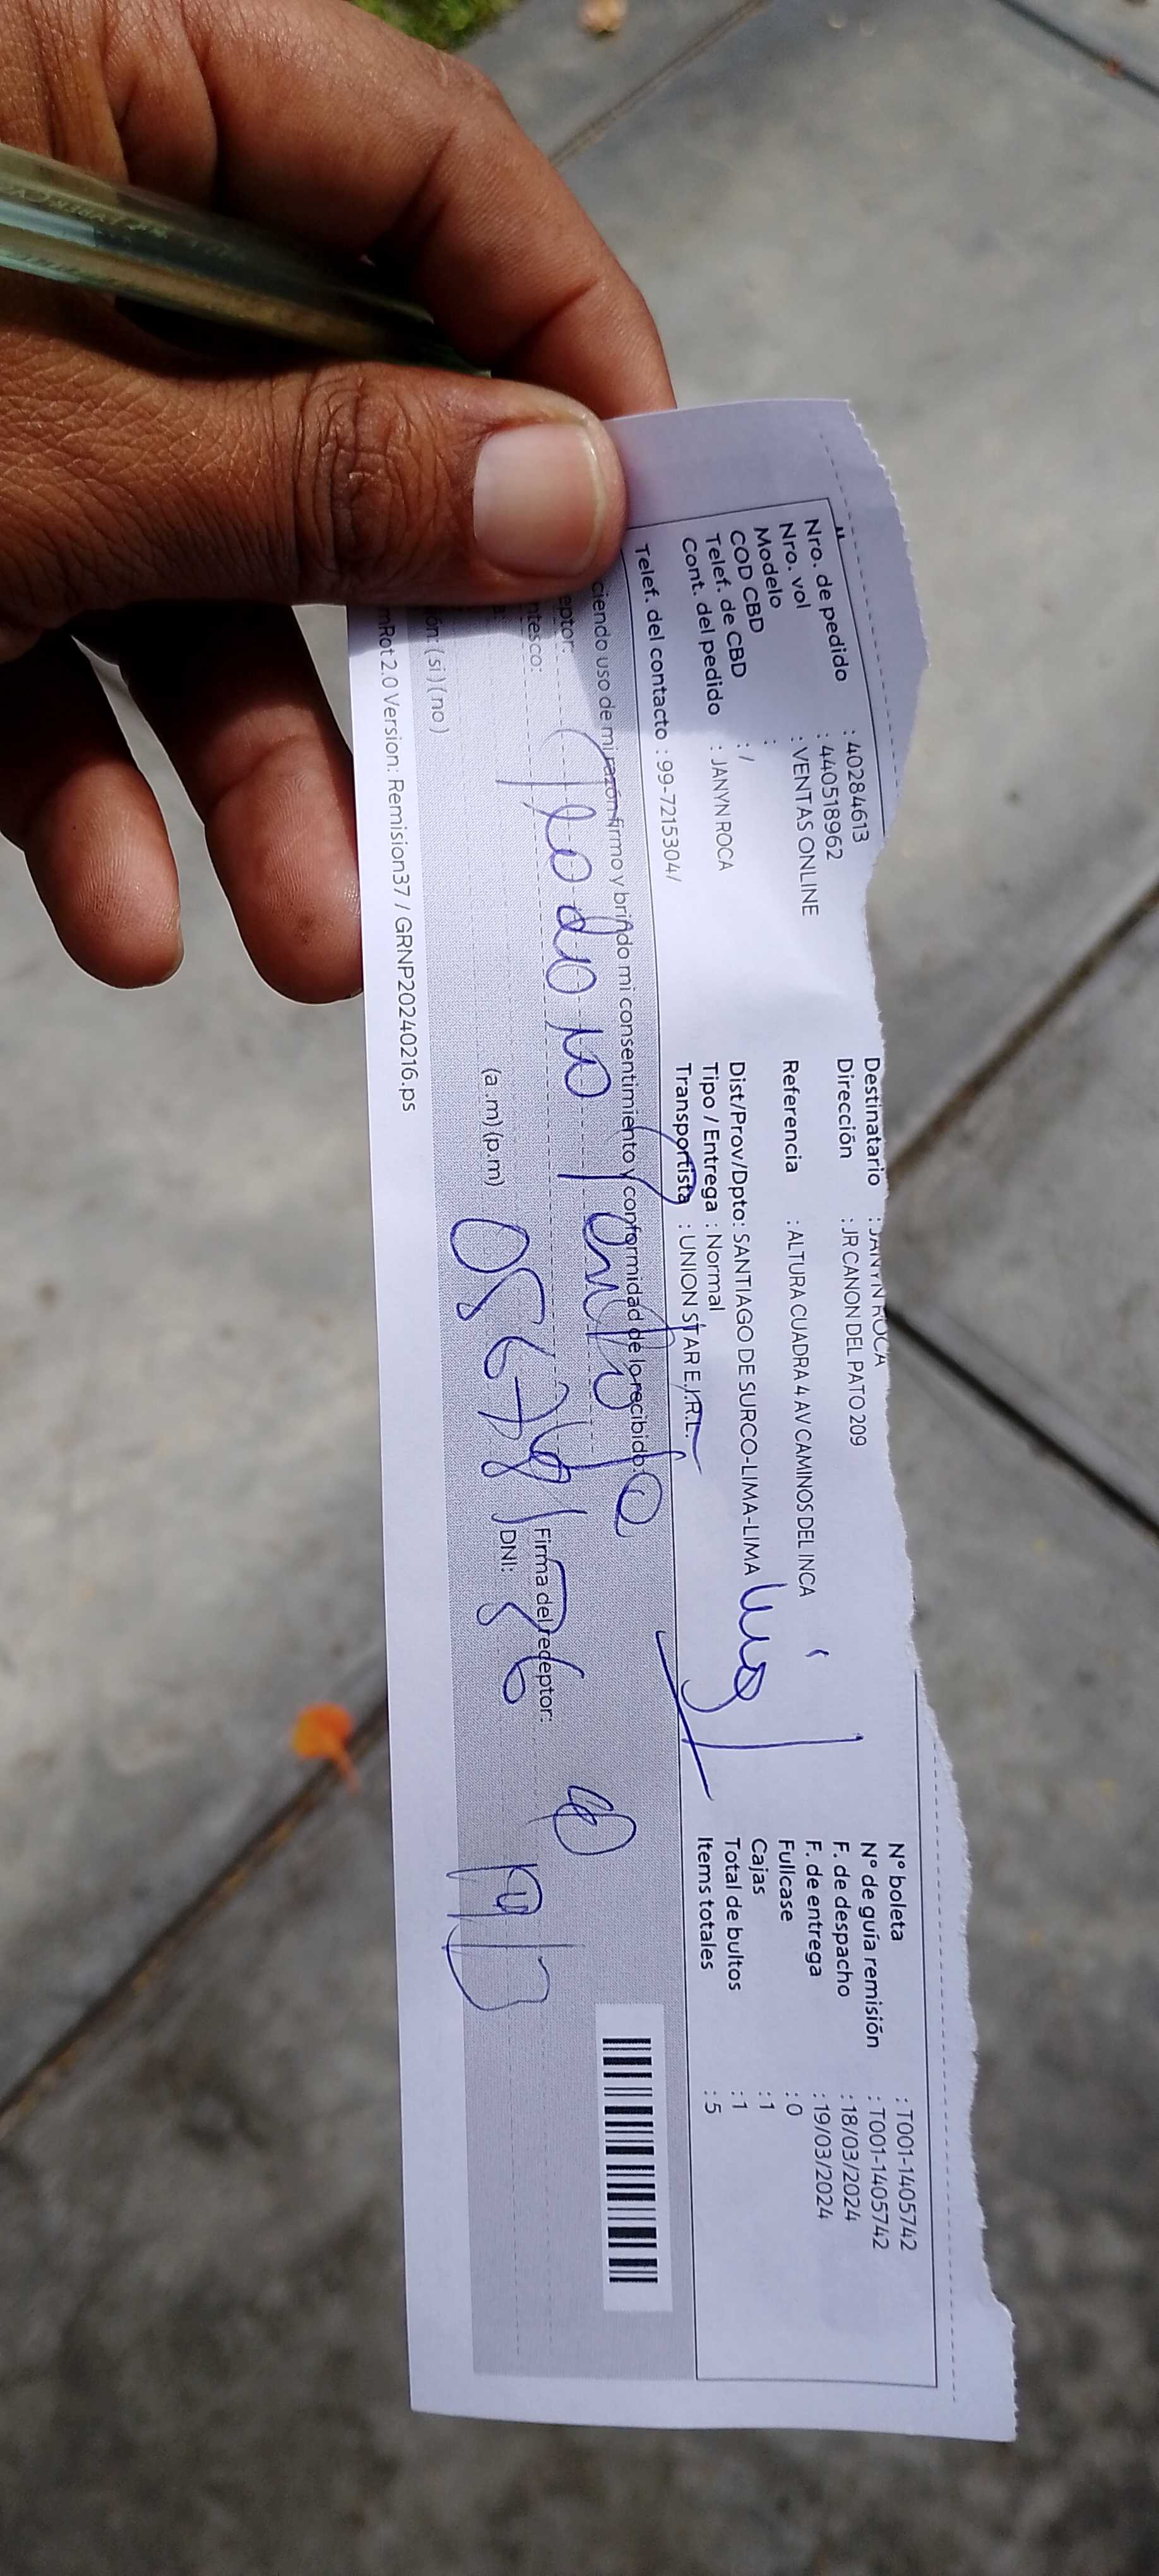 Nro. de pedido : 40284613
Nro. vol : 440518962
Modelo : VENTAS ONLINE
COD CBD :
Telef. de CBD : /
Cont. del pedido : JANYN ROCA
Telef. del contacto : 99-7215304/
Destinatario : JANYN ROCA
Dirección : JR CANON DEL PATO 209
Referencia : ALTURA CUADRA 4 AV CAMINOS DEL INCA
Dist/Prov/Dpto: SANTIAGO DE SURCO-LIMA-LIMA
Tipo / Entrega : Normal
Transportista : UNION STAR E.I.R.L.
N° boleta : T001-1405742
N° de guía remisión : T001-1405742
F. de despacho : 18/03/2024
F. de entrega : 19/03/2024
Fullcase : 0
Cajas : 1
Total de bultos : 1
Items totales : 5
ciendo uso de mi razón firmo y brindo mi consentimiento y conformidad de lo recibido.
eptor:
ntesco:
(a.m) (p.m)
Firma del receptor:
DNI:
ón: ( si ) ( no )
mRot 2.0 Version: Remision37 / GRNP20240216.ps